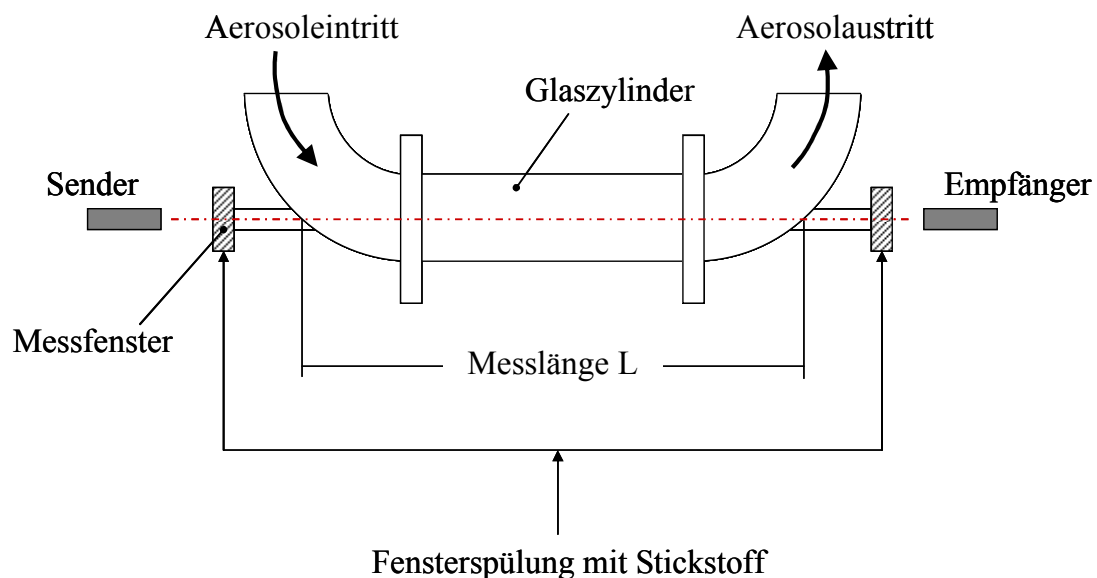 Aerosoleintritt
Aerosolaustritt
Glaszylinder
Sender
Empfänger
Messfenster
Messlänge L
Fensterspülung mit Stickstoff